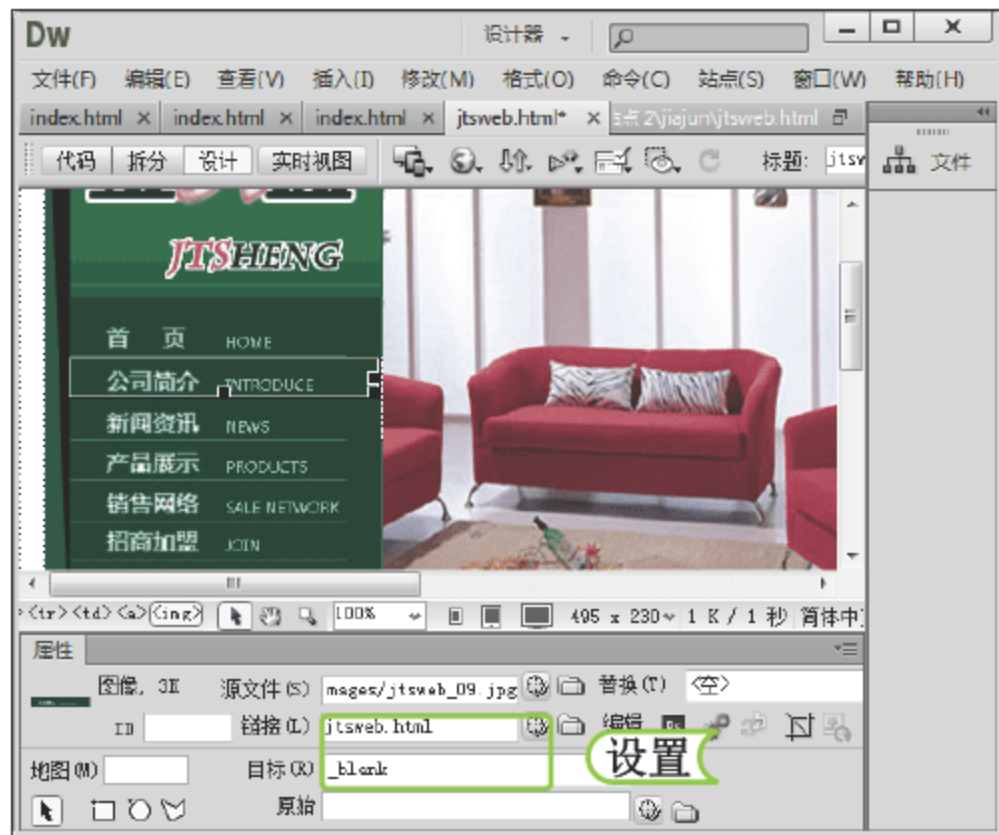 Dw
设计器
文件(F) 编辑(E) 查看(V) 插入(I) 修改(M) 格式(O) 命令(C) 站点(S) 窗口(W) 帮助(H)
index.html × index.html × index.html × jtsweb.html* × 点 2\jiajun\jtsweb.html
代码 拆分 设计 实时视图 标题: jtsw
文件
JTSHENG
首 页 HOME
公司简介 INTRODUCE
新闻资讯 NEWS
产品展示 PRODUCTS
销售网络 SALE NETWORK
招商加盟 JOIN
<tr> <td> <a> <img> 100% 495 x 230 1 K / 1 秒 简体中
属性
图像, 3K 源文件(S) mages/jtsweb_09.jpg 替换(T) <空>
ID 链接(L) jtsweb.html 编辑 Ps
设置
地图(M) 目标(R) _blank
原始